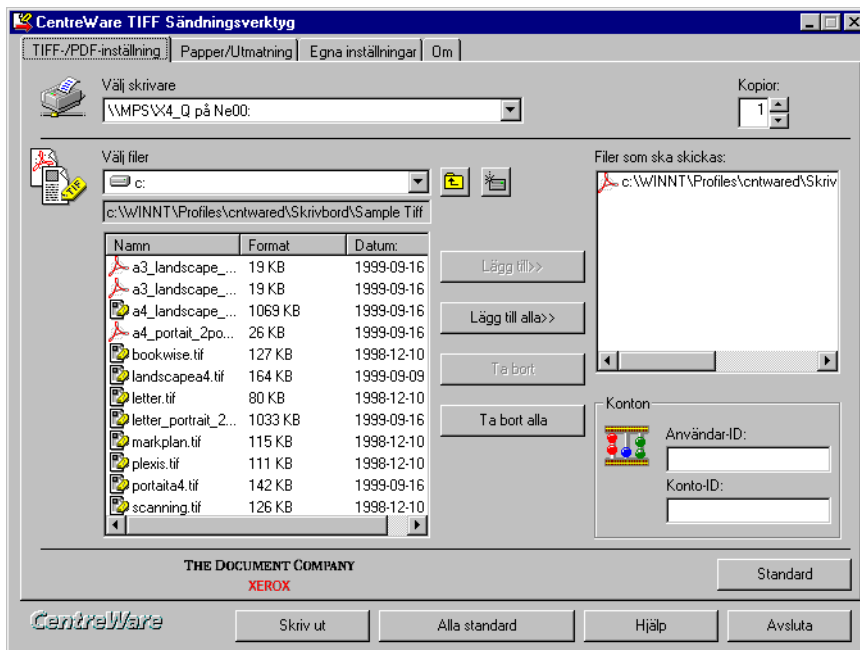 CentreWare TIFF Sändningsverktyg
TIFF-/PDF-inställning Papper/Utmatning Egna inställningar Om
Välj skrivare
\\MPS\X4_Q på Ne00:
Kopior:
1
Välj filer
c:
c:\WINNT\Profiles\cntwared\Skrivbord\Sample Tiff
Namn Format Datum:
a3_landscape_... 19 KB 1999-09-16
a3_landscape_... 19 KB 1999-09-16
a4_landscape_... 1069 KB 1999-09-16
a4_portait_2po... 26 KB 1999-09-16
bookwise.tif 127 KB 1998-12-10
landscapea4.tif 164 KB 1999-09-09
letter.tif 80 KB 1998-12-10
letter_portrait_2... 1033 KB 1999-09-16
markplan.tif 115 KB 1998-12-10
plexis.tif 111 KB 1998-12-10
portaita4.tif 142 KB 1999-09-16
scanning.tif 126 KB 1998-12-10
Lägg till>>
Lägg till alla>>
Ta bort
Ta bort alla
Filer som ska skickas:
c:\WINNT\Profiles\cntwared\Skriv
Konton
Användar-ID:
Konto-ID:
THE DOCUMENT COMPANY
XEROX
Standard
CentreWare
Skriv ut
Alla standard
Hjälp
Avsluta